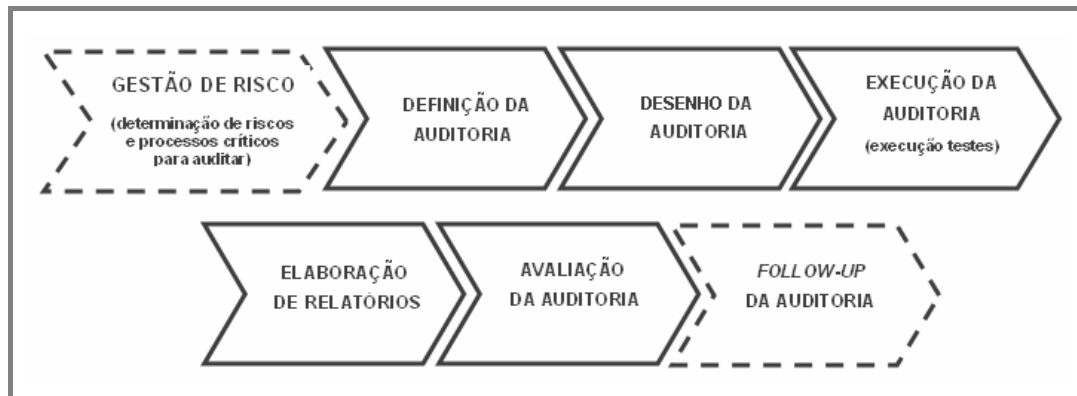 GESTÃO DE RISCO
(determinação de riscos
e processos críticos
para auditar)
DEFINIÇÃO DA
AUDITORIA
DESENHO DA
AUDITORIA
EXECUÇÃO DA
AUDITORIA
(execução testes)
ELABORAÇÃO
DE RELATÓRIOS
AVALIAÇÃO
DA AUDITORIA
FOLLOW-UP
DA AUDITORIA